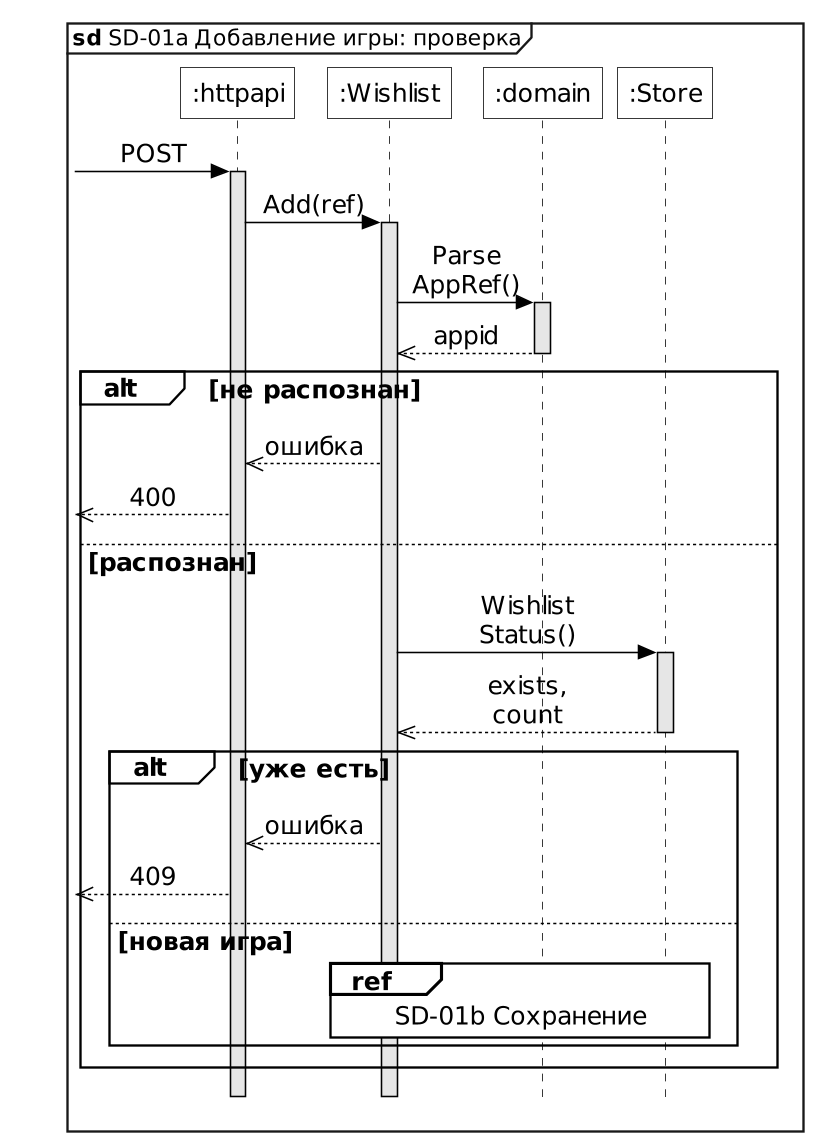 sd SD-01a Добавление игры: проверка
:httpapi :Wishlist :domain :Store
POST
Add(ref)
Parse
AppRef()
appid
alt [не распознан]
ошибка
400
[распознан]
Wishlist
Status()
exists,
count
alt [уже есть]
ошибка
409
[новая игра]
ref
SD-01b Сохранение